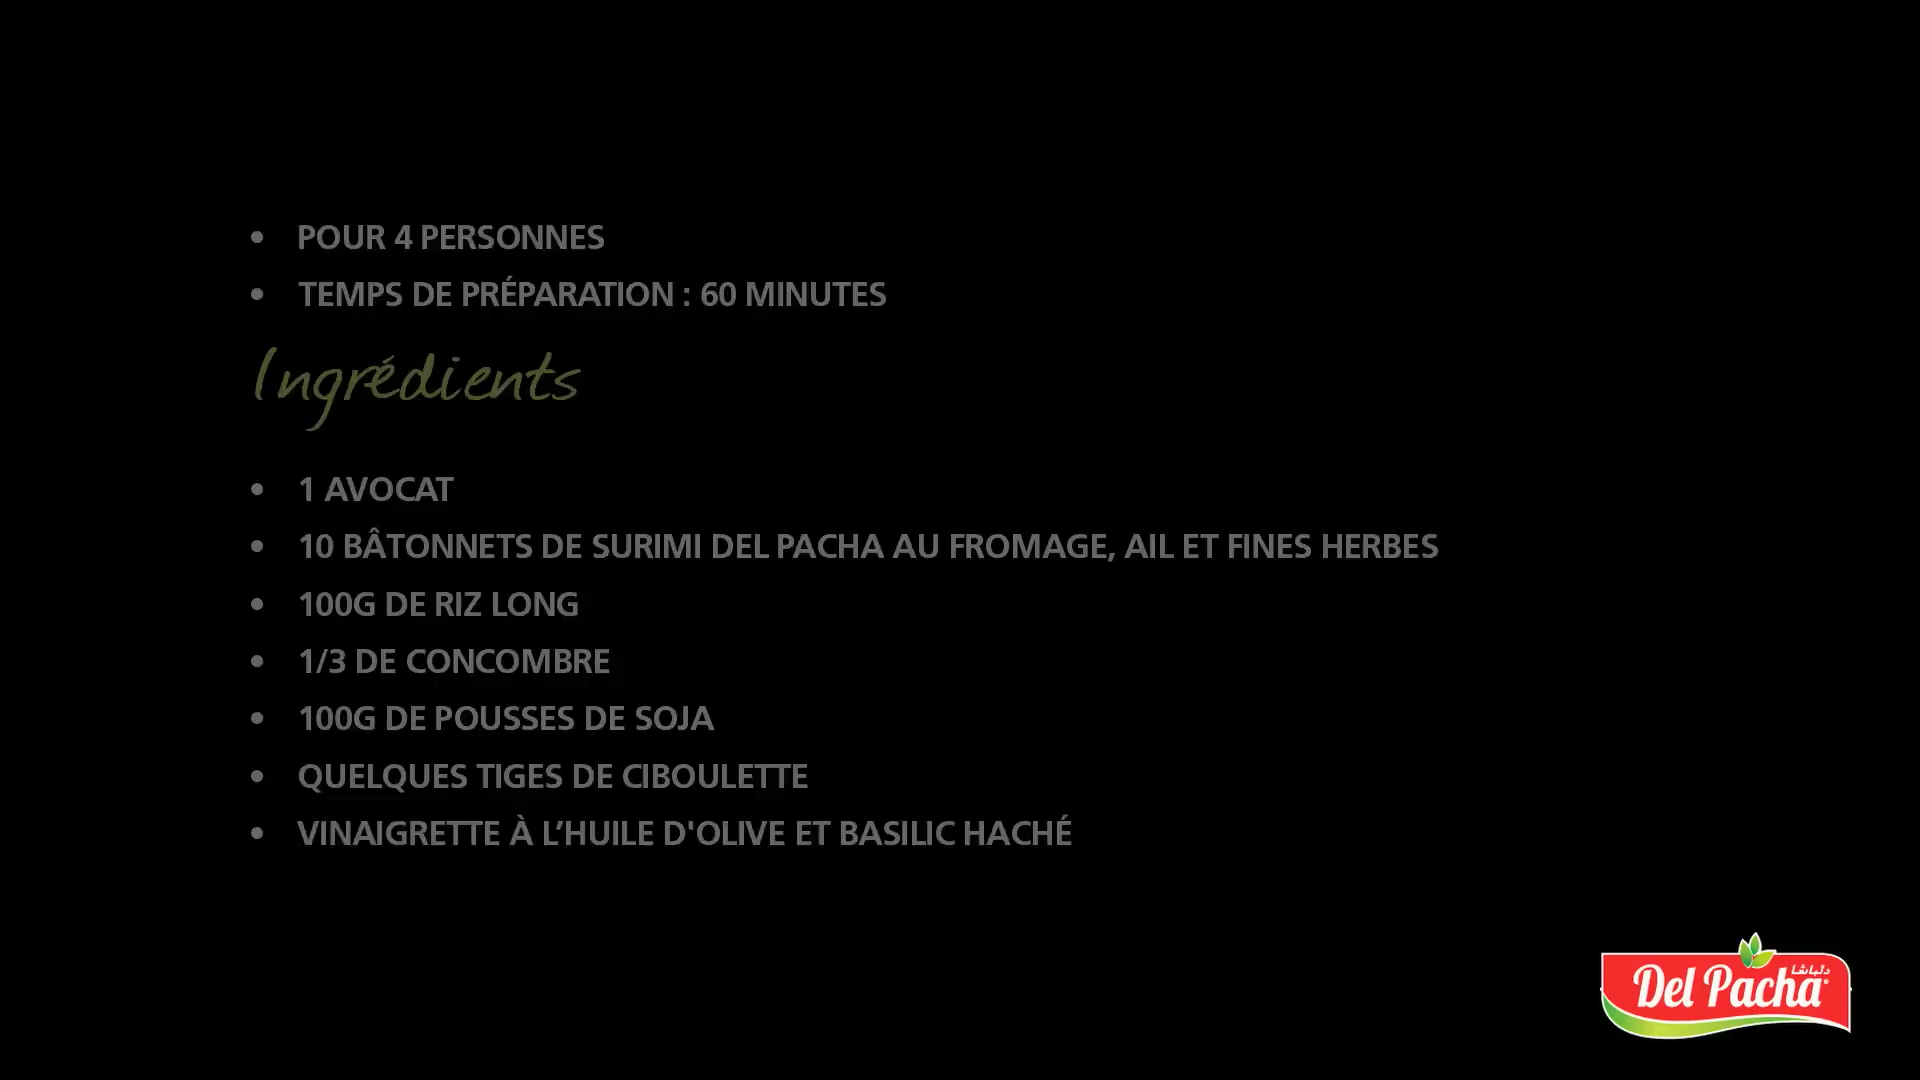 • POUR 4 PERSONNES
• TEMPS DE PRÉPARATION : 60 MINUTES
Ingrédients
• 1 AVOCAT
• 10 BÂTONNETS DE SURIMI DEL PACHA AU FROMAGE, AIL ET FINES HERBES
• 100G DE RIZ LONG
• 1/3 DE CONCOMBRE
• 100G DE POUSSES DE SOJA
• QUELQUES TIGES DE CIBOULETTE
• VINAIGRETTE À L’HUILE D'OLIVE ET BASILIC HACHÉ
دلباشا
Del Pacha®